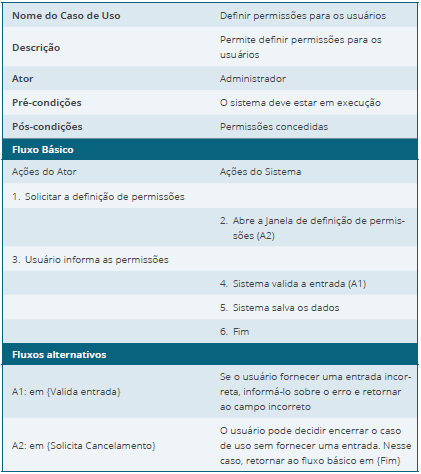 Nome do Caso de Uso Definir permissões para os usuários
Descrição Permite definir permissões para os
usuários
Ator Administrador
Pré-condições O sistema deve estar em execução
Pós-condições Permissões concedidas
Fluxo Básico
Ações do Ator Ações do Sistema
1. Solicitar a definição de permissões
2. Abre a Janela de definição de permis-
sões (A2)
3. Usuário informa as permissões
4. Sistema valida a entrada (A1)
5. Sistema salva os dados
6. Fim
Fluxos alternativos
A1: em {Valida entrada} Se o usuário fornecer uma entrada incor-
reta, informá-lo sobre o erro e retornar
ao campo incorreto
A2: em {Solicita Cancelamento} O usuário pode decidir encerrar o caso
de uso sem fornecer uma entrada. Nesse
caso, retornar ao fluxo básico em {Fim}